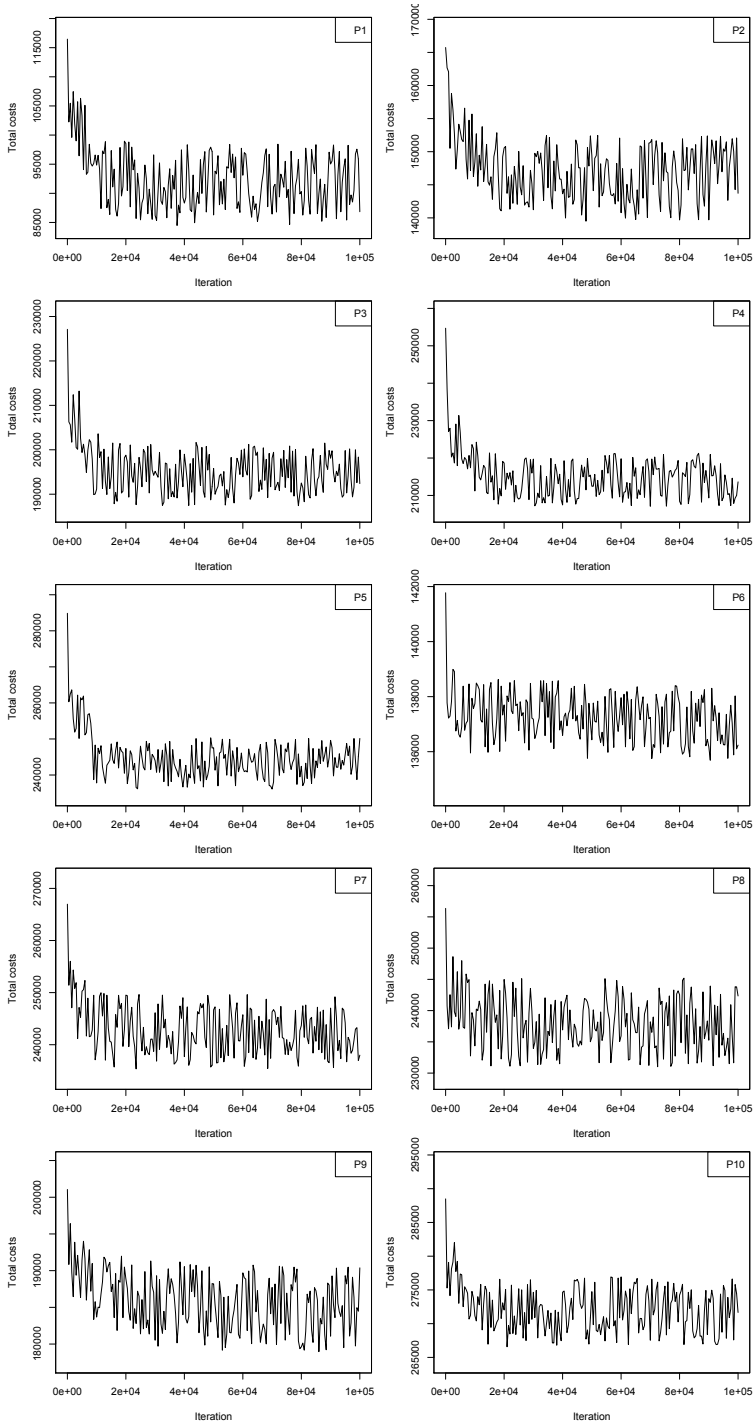 P1
Total costs
85000 95000 105000 115000
0e+00 2e+04 4e+04 6e+04 8e+04 1e+05
Iteration
P2
Total costs
140000 150000 160000 170000
0e+00 2e+04 4e+04 6e+04 8e+04 1e+05
Iteration
P3
Total costs
190000 200000 210000 220000 230000
0e+00 2e+04 4e+04 6e+04 8e+04 1e+05
Iteration
P4
Total costs
210000 230000 250000
0e+00 2e+04 4e+04 6e+04 8e+04 1e+05
Iteration
P5
Total costs
240000 260000 280000
0e+00 2e+04 4e+04 6e+04 8e+04 1e+05
Iteration
P6
Total costs
136000 138000 140000 142000
0e+00 2e+04 4e+04 6e+04 8e+04 1e+05
Iteration
P7
Total costs
240000 250000 260000 270000
0e+00 2e+04 4e+04 6e+04 8e+04 1e+05
Iteration
P8
Total costs
230000 240000 250000 260000
0e+00 2e+04 4e+04 6e+04 8e+04 1e+05
Iteration
P9
Total costs
180000 190000 200000
0e+00 2e+04 4e+04 6e+04 8e+04 1e+05
Iteration
P10
Total costs
265000 275000 285000 295000
0e+00 2e+04 4e+04 6e+04 8e+04 1e+05
Iteration